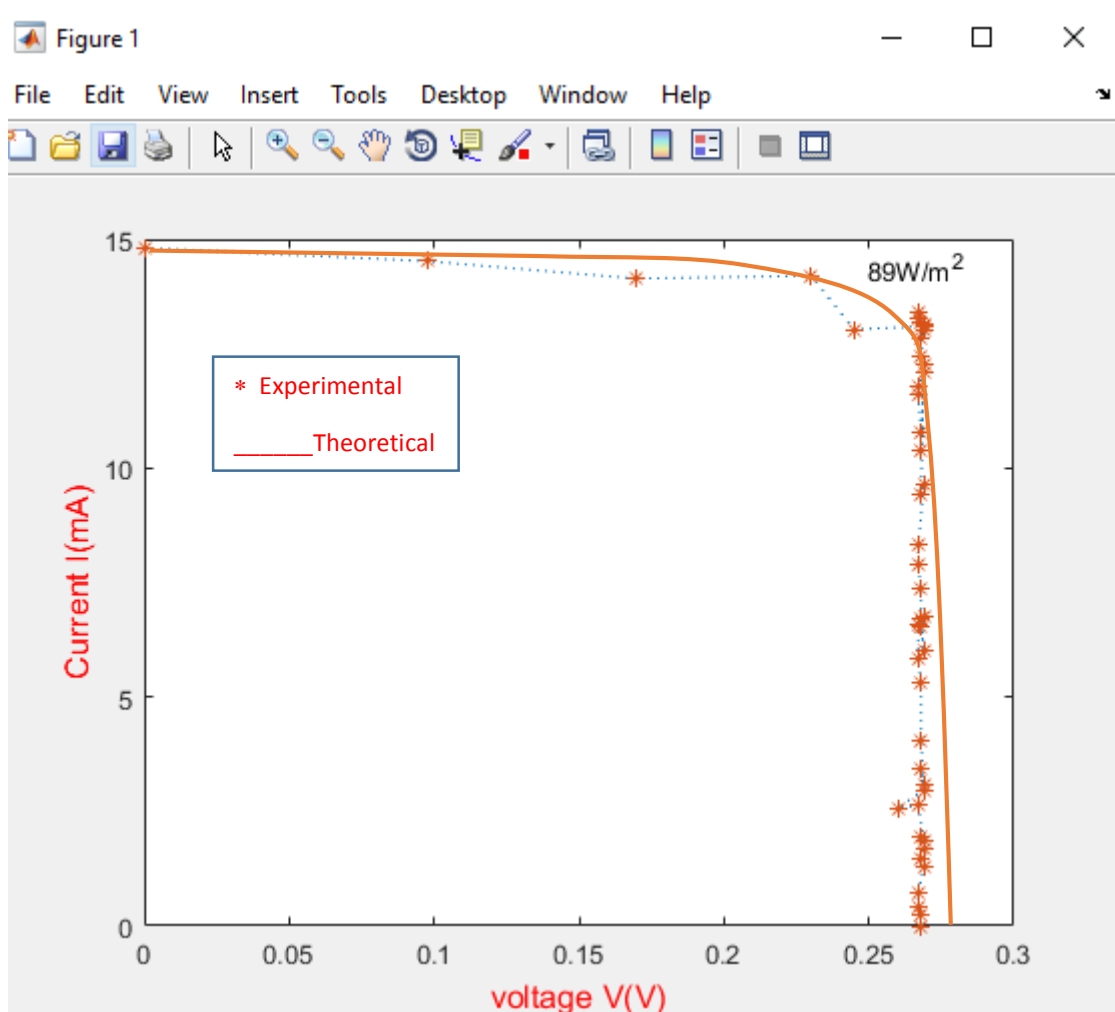 Figure 1
File Edit View Insert Tools Desktop Window Help
15
89W/m²
* Experimental
______Theoretical
10
Current I(mA)
5
0
0 0.05 0.1 0.15 0.2 0.25 0.3
voltage V(V)